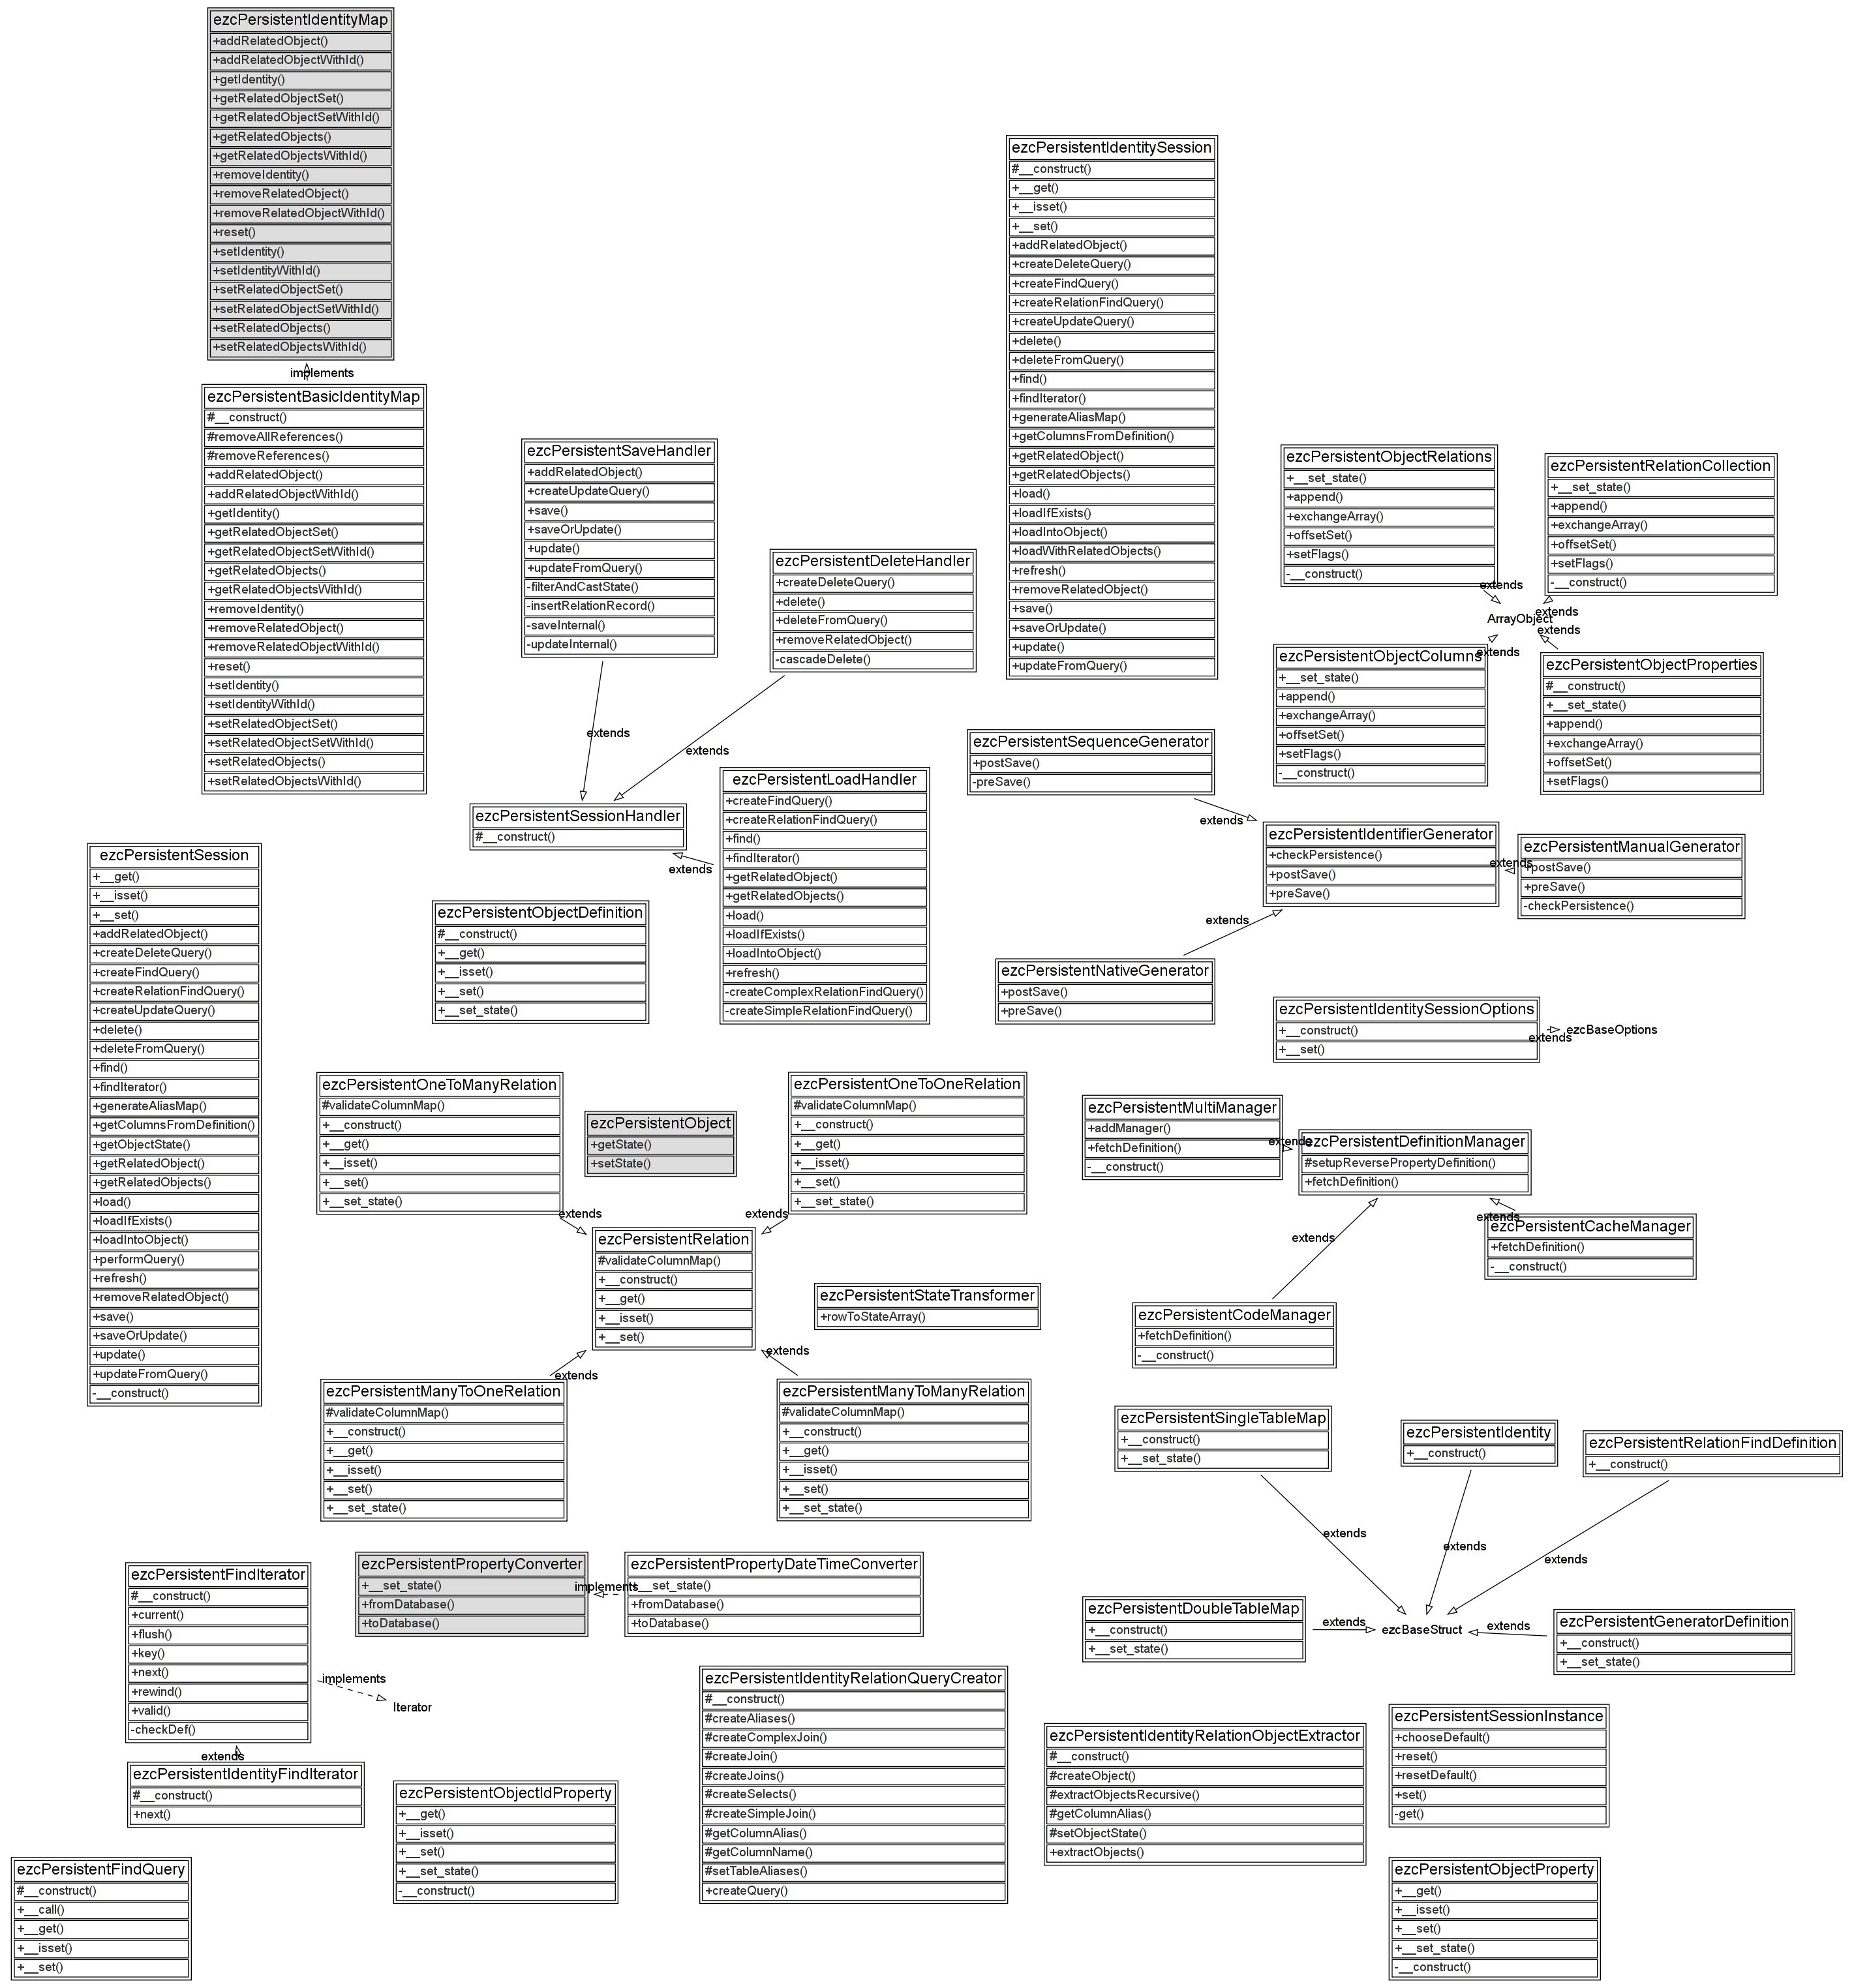 ezcPersistentIdentityMap
+addRelatedObject()
+addRelatedObjectWithId()
+getIdentity()
+getRelatedObjectSet()
+getRelatedObjectSetWithId()
+getRelatedObjects()
+getRelatedObjectsWithId()
+removeIdentity()
+removeRelatedObject()
+removeRelatedObjectWithId()
+reset()
+setIdentity()
+setIdentityWithId()
+setRelatedObjectSet()
+setRelatedObjectSetWithId()
+setRelatedObjects()
+setRelatedObjectsWithId()
implements
ezcPersistentBasicIdentityMap
#__construct()
#removeAllReferences()
#removeReferences()
+addRelatedObject()
+addRelatedObjectWithId()
+getIdentity()
+getRelatedObjectSet()
+getRelatedObjectSetWithId()
+getRelatedObjects()
+getRelatedObjectsWithId()
+removeIdentity()
+removeRelatedObject()
+removeRelatedObjectWithId()
+reset()
+setIdentity()
+setIdentityWithId()
+setRelatedObjectSet()
+setRelatedObjectSetWithId()
+setRelatedObjects()
+setRelatedObjectsWithId()
ezcPersistentSaveHandler
+addRelatedObject()
+createUpdateQuery()
+save()
+saveOrUpdate()
+update()
+updateFromQuery()
-filterAndCastState()
-insertRelationRecord()
-saveInternal()
-updateInternal()
extends
ezcPersistentDeleteHandler
+createDeleteQuery()
+delete()
+deleteFromQuery()
+removeRelatedObject()
-cascadeDelete()
extends
ezcPersistentSessionHandler
#__construct()
extends
ezcPersistentLoadHandler
+createFindQuery()
+createRelationFindQuery()
+find()
+findIterator()
+getRelatedObject()
+getRelatedObjects()
+load()
+loadIfExists()
+loadIntoObject()
+refresh()
-createComplexRelationFindQuery()
-createSimpleRelationFindQuery()
ezcPersistentIdentitySession
#__construct()
+__get()
+__isset()
+__set()
+addRelatedObject()
+createDeleteQuery()
+createFindQuery()
+createRelationFindQuery()
+createUpdateQuery()
+delete()
+deleteFromQuery()
+find()
+findIterator()
+generateAliasMap()
+getColumnsFromDefinition()
+getRelatedObject()
+getRelatedObjects()
+load()
+loadIfExists()
+loadIntoObject()
+loadWithRelatedObjects()
+refresh()
+removeRelatedObject()
+save()
+saveOrUpdate()
+update()
+updateFromQuery()
ezcPersistentObjectRelations
+__set_state()
+append()
+exchangeArray()
+offsetSet()
+setFlags()
-__construct()
extends
ezcPersistentRelationCollection
+__set_state()
+append()
+exchangeArray()
+offsetSet()
+setFlags()
-__construct()
extends
ArrayObject
extends
extends
ezcPersistentObjectColumns
+__set_state()
+append()
+exchangeArray()
+offsetSet()
+setFlags()
-__construct()
ezcPersistentObjectProperties
#__construct()
+__set_state()
+append()
+exchangeArray()
+offsetSet()
+setFlags()
ezcPersistentSequenceGenerator
+postSave()
-preSave()
extends
ezcPersistentIdentifierGenerator
+checkPersistence()
+postSave()
+preSave()
extends
ezcPersistentManualGenerator
+postSave()
+preSave()
-checkPersistence()
extends
ezcPersistentNativeGenerator
+postSave()
+preSave()
ezcPersistentSession
+__get()
+__isset()
+__set()
+addRelatedObject()
+createDeleteQuery()
+createFindQuery()
+createRelationFindQuery()
+createUpdateQuery()
+delete()
+deleteFromQuery()
+find()
+findIterator()
+generateAliasMap()
+getColumnsFromDefinition()
+getObjectState()
+getRelatedObject()
+getRelatedObjects()
+load()
+loadIfExists()
+loadIntoObject()
+performQuery()
+refresh()
+removeRelatedObject()
+save()
+saveOrUpdate()
+update()
+updateFromQuery()
-__construct()
ezcPersistentObjectDefinition
#__construct()
+__get()
+__isset()
+__set()
+__set_state()
ezcPersistentIdentitySessionOptions
+__construct()
+__set()
extends
ezcBaseOptions
ezcPersistentOneToManyRelation
#validateColumnMap()
+__construct()
+__get()
+__isset()
+__set()
+__set_state()
extends
ezcPersistentObject
+getState()
+setState()
ezcPersistentOneToOneRelation
#validateColumnMap()
+__construct()
+__get()
+__isset()
+__set()
+__set_state()
extends
ezcPersistentRelation
#validateColumnMap()
+__construct()
+__get()
+__isset()
+__set()
extends
extends
ezcPersistentManyToOneRelation
#validateColumnMap()
+__construct()
+__get()
+__isset()
+__set()
+__set_state()
ezcPersistentManyToManyRelation
#validateColumnMap()
+__construct()
+__get()
+__isset()
+__set()
+__set_state()
ezcPersistentStateTransformer
+rowToStateArray()
ezcPersistentMultiManager
+addManager()
+fetchDefinition()
-__construct()
extends
ezcPersistentDefinitionManager
#setupReversePropertyDefinition()
+fetchDefinition()
extends
ezcPersistentCacheManager
+fetchDefinition()
-__construct()
extends
ezcPersistentCodeManager
+fetchDefinition()
-__construct()
ezcPersistentSingleTableMap
+__construct()
+__set_state()
extends
ezcPersistentIdentity
+__construct()
extends
ezcPersistentRelationFindDefinition
+__construct()
extends
ezcPersistentDoubleTableMap
+__construct()
+__set_state()
extends
ezcBaseStruct
extends
ezcPersistentGeneratorDefinition
+__construct()
+__set_state()
ezcPersistentFindIterator
#__construct()
+current()
+flush()
+key()
+next()
+rewind()
+valid()
-checkDef()
implements
Iterator
extends
ezcPersistentIdentityFindIterator
#__construct()
+next()
ezcPersistentPropertyConverter
+__set_state()
+fromDatabase()
+toDatabase()
implements
ezcPersistentPropertyDateTimeConverter
+__set_state()
+fromDatabase()
+toDatabase()
ezcPersistentIdentityRelationQueryCreator
#__construct()
#createAliases()
#createComplexJoin()
#createJoin()
#createJoins()
#createSelects()
#createSimpleJoin()
#getColumnAlias()
#getColumnName()
#setTableAliases()
+createQuery()
ezcPersistentIdentityRelationObjectExtractor
#__construct()
#createObject()
#extractObjectsRecursive()
#getColumnAlias()
#setObjectState()
+extractObjects()
ezcPersistentSessionInstance
+chooseDefault()
+reset()
+resetDefault()
+set()
-get()
ezcPersistentObjectIdProperty
+__get()
+__isset()
+__set()
+__set_state()
-__construct()
ezcPersistentFindQuery
#__construct()
+__call()
+__get()
+__isset()
+__set()
ezcPersistentObjectProperty
+__get()
+__isset()
+__set()
+__set_state()
-__construct()